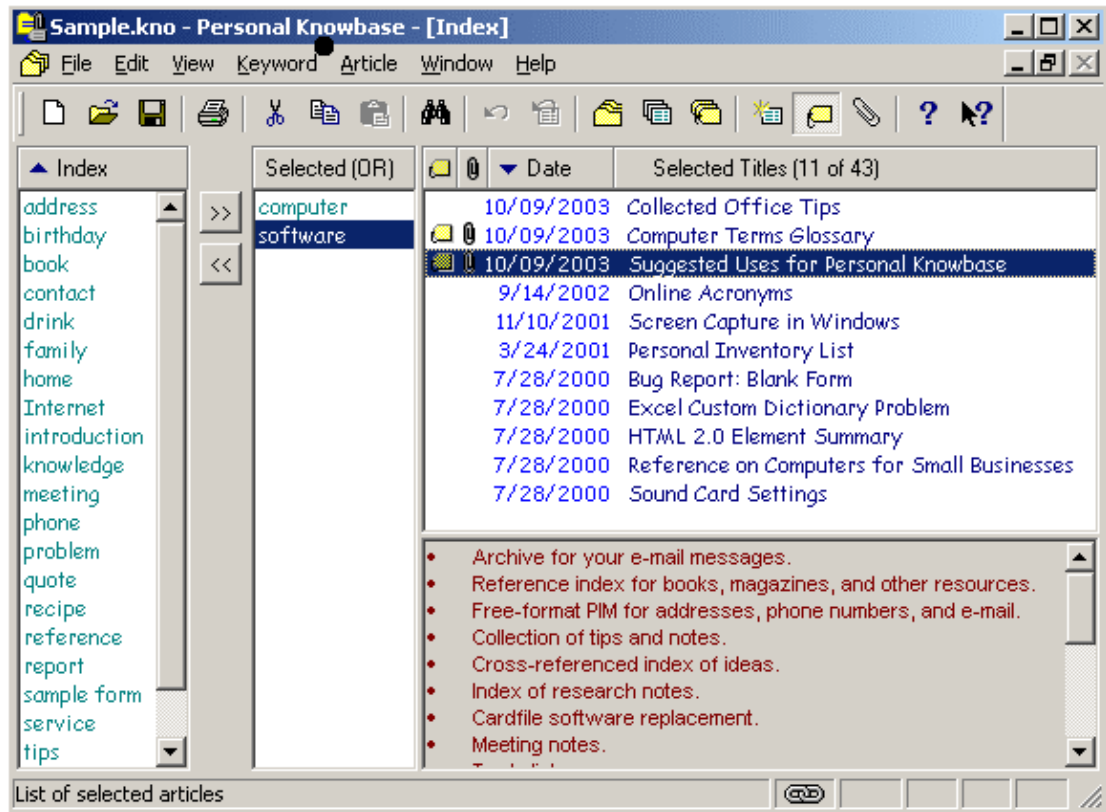 Sample.kno - Personal Knowbase - [Index]
File Edit View Keyword Article Window Help
Index
address
birthday
book
contact
drink
family
home
Internet
introduction
knowledge
meeting
phone
problem
quote
recipe
reference
report
sample form
service
tips
>>
<<
Selected (OR)
computer
software
Date Selected Titles (11 of 43)
10/09/2003 Collected Office Tips
10/09/2003 Computer Terms Glossary
10/09/2003 Suggested Uses for Personal Knowbase
9/14/2002 Online Acronyms
11/10/2001 Screen Capture in Windows
3/24/2001 Personal Inventory List
7/28/2000 Bug Report: Blank Form
7/28/2000 Excel Custom Dictionary Problem
7/28/2000 HTML 2.0 Element Summary
7/28/2000 Reference on Computers for Small Businesses
7/28/2000 Sound Card Settings
• Archive for your e-mail messages.
• Reference index for books, magazines, and other resources.
• Free-format PIM for addresses, phone numbers, and e-mail.
• Collection of tips and notes.
• Cross-referenced index of ideas.
• Index of research notes.
• Cardfile software replacement.
• Meeting notes.
List of selected articles